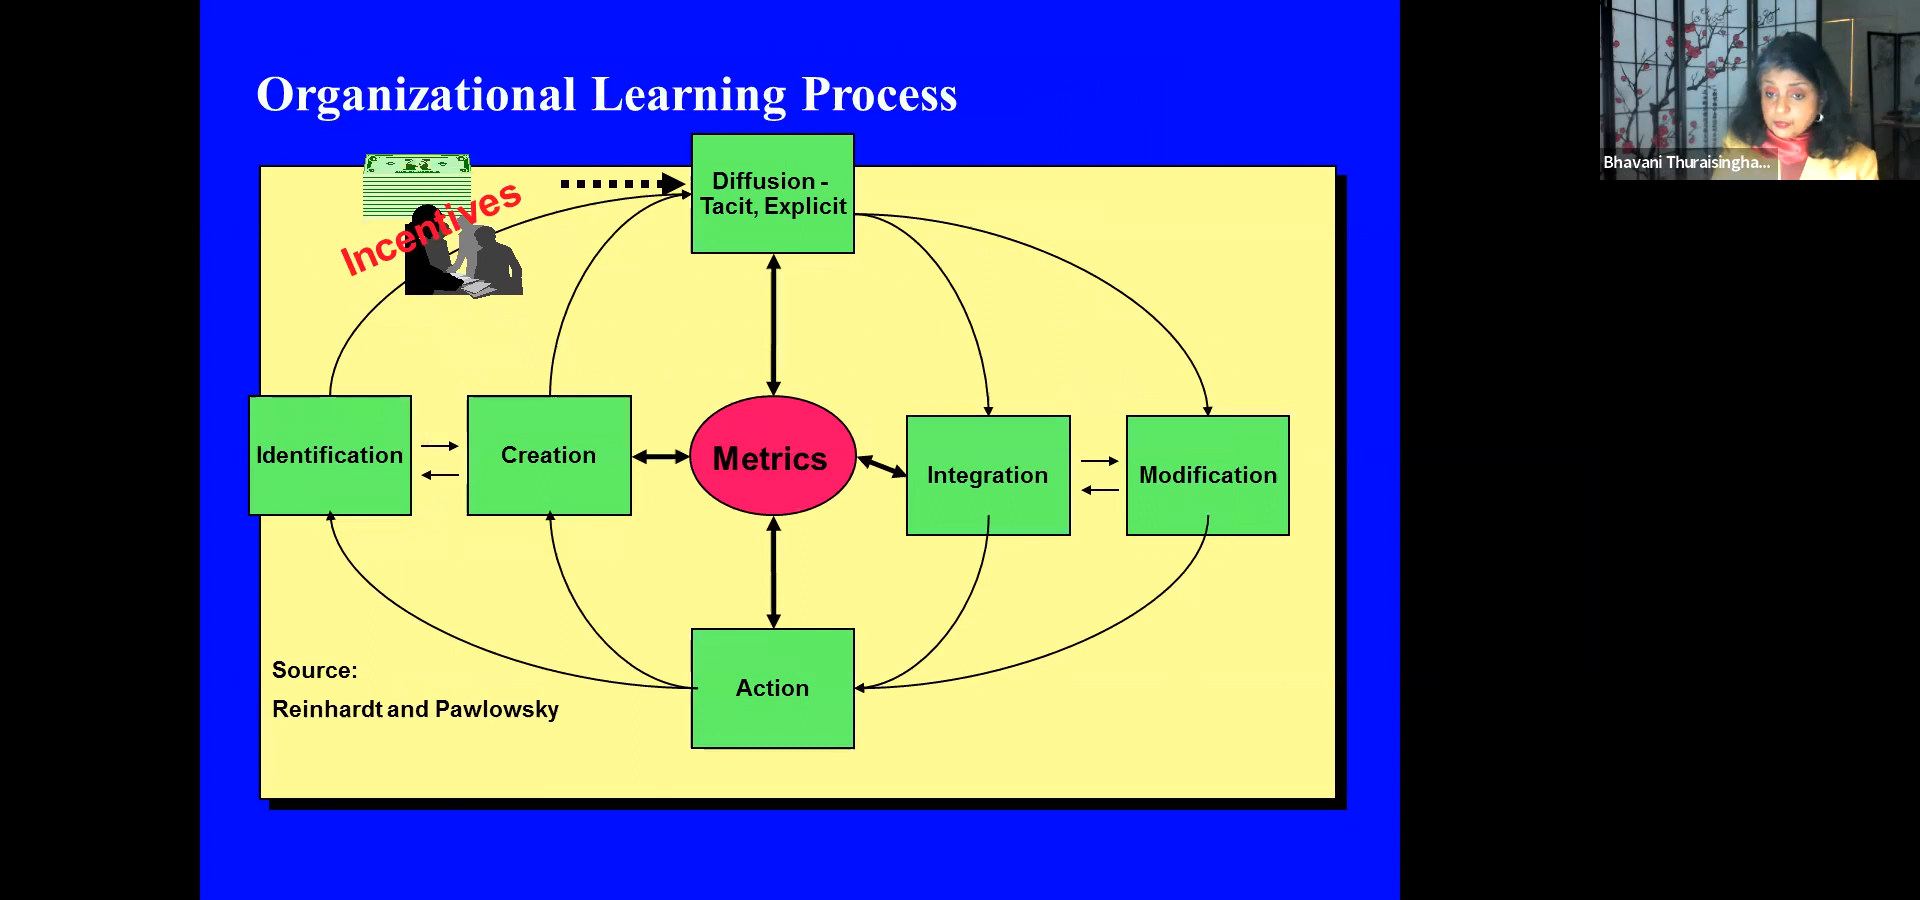 Organizational Learning Process
Bhavani Thuraisingha...
Incentives
Diffusion -
Tacit, Explicit
Identification
Creation
Metrics
Integration
Modification
Action
Source:
Reinhardt and Pawlowsky